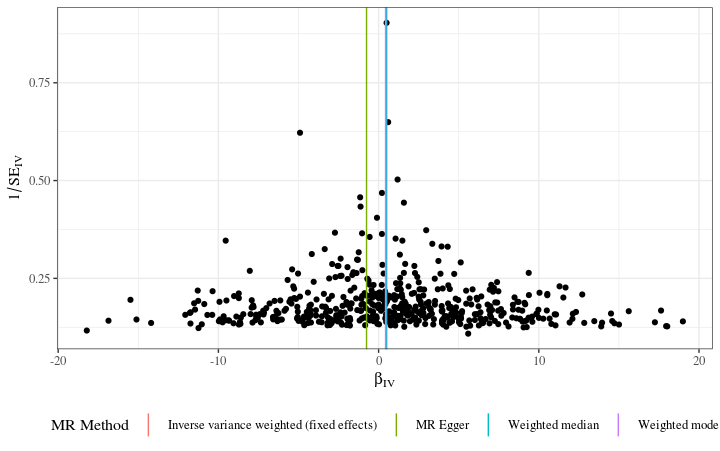 1/SE_IV
0.75
0.50
0.25
-20 -10 0 10 20
β_IV
MR Method Inverse variance weighted (fixed effects) MR Egger Weighted median Weighted mode